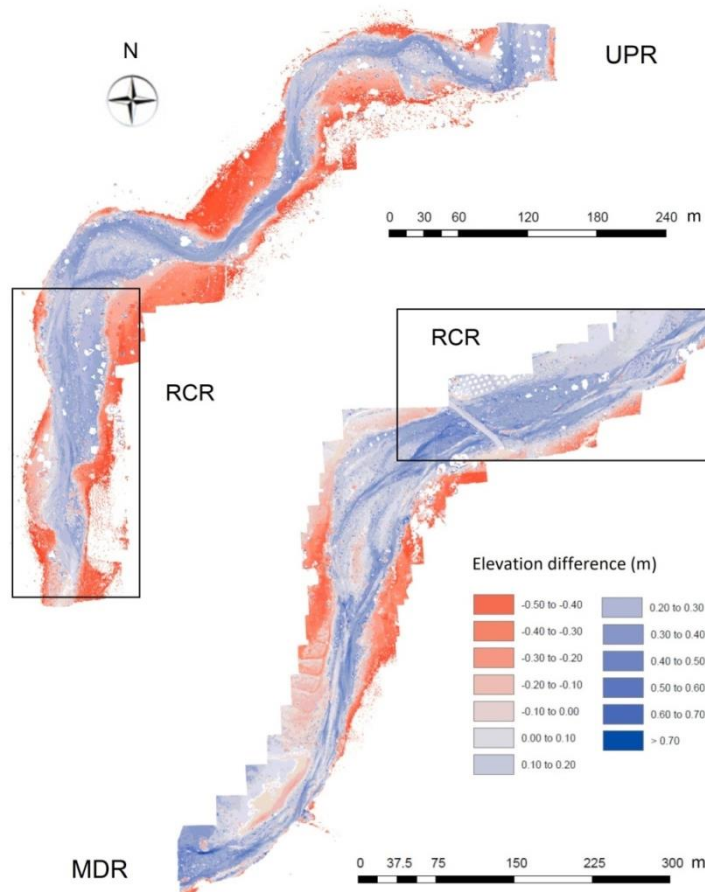 N
UPR
m
0 30 60 120 180 240
RCR
RCR
Elevation difference (m)
-0.50 to -0.40
0.20 to 0.30
-0.40 to -0.30
0.30 to 0.40
-0.30 to -0.20
0.40 to 0.50
-0.20 to -0.10
0.50 to 0.60
-0.10 to 0.00
0.60 to 0.70
0.00 to 0.10
> 0.70
0.10 to 0.20
MDR
m
0 37.5 75 150 225 300